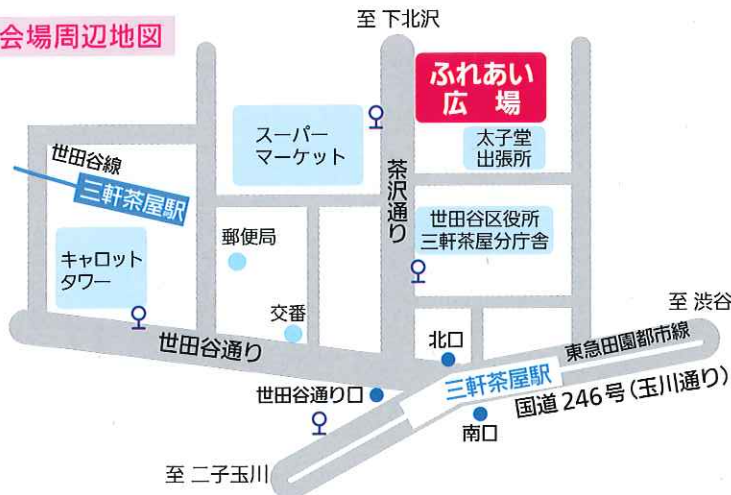 会場周辺地図
至 下北沢
ふれあい
広場
太子堂
出張所
スーパー
マーケット
世田谷線
三軒茶屋駅
茶沢通り
世田谷区役所
三軒茶屋分庁舎
郵便局
キャロット
タワー
交番
世田谷通り
北口
至 渋谷
東急田園都市線
三軒茶屋駅
世田谷通り口
国道246号(玉川通り)
南口
至 二子玉川